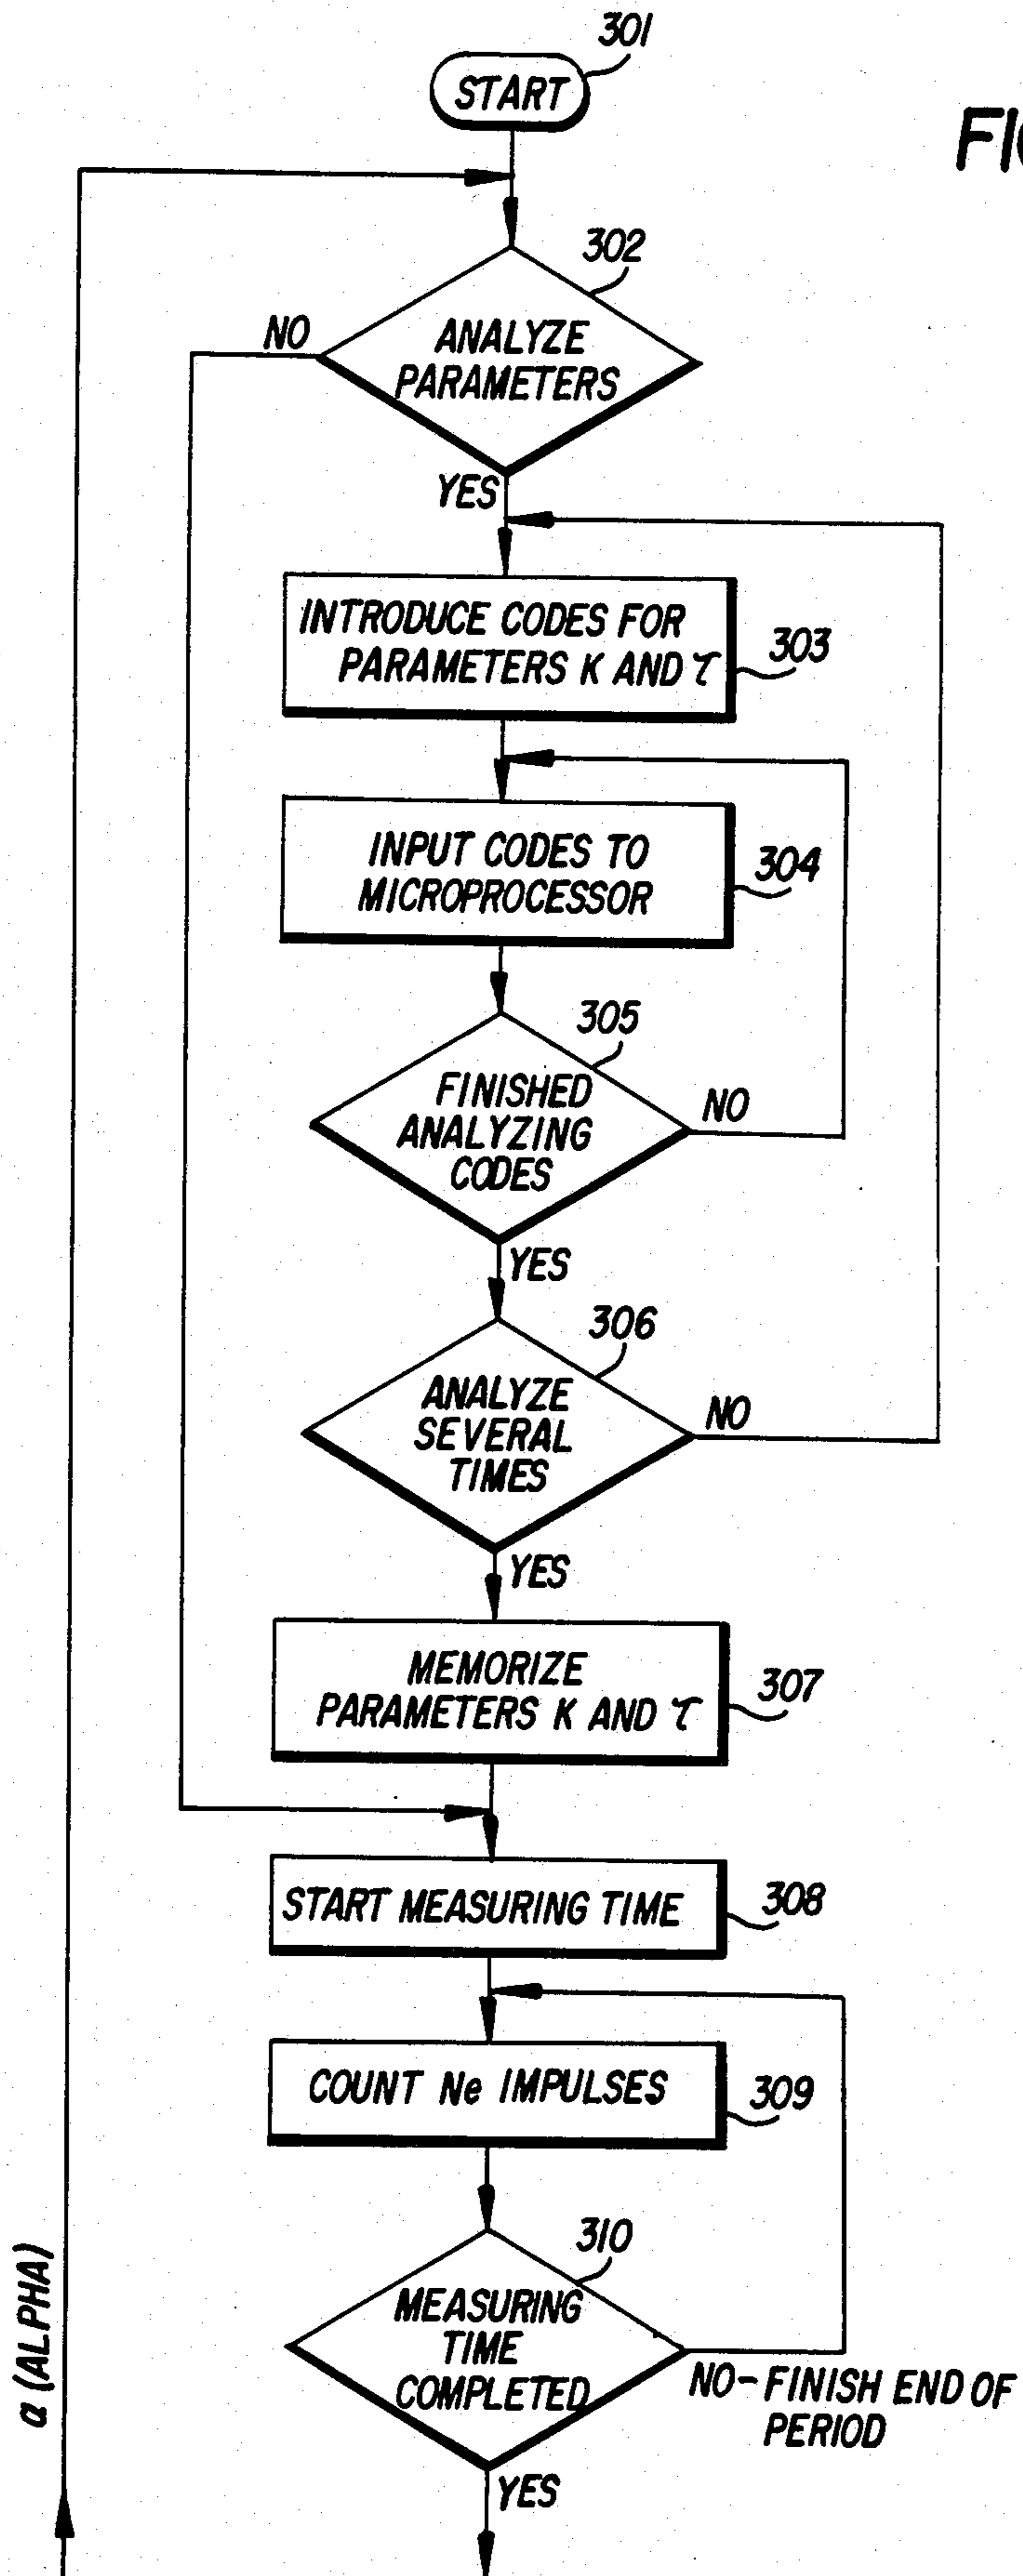 301
START
302
NO
ANALYZE
PARAMETERS
YES
INTRODUCE CODES FOR
PARAMETERS K AND τ
303
INPUT CODES TO
MICROPROCESSOR
304
305
FINISHED
ANALYZING
CODES
NO
YES
306
ANALYZE
SEVERAL
TIMES
NO
YES
MEMORIZE
PARAMETERS K AND τ
307
START MEASURING TIME
308
COUNT Ne IMPULSES
309
310
MEASURING
TIME
COMPLETED
NO-FINISH END OF
PERIOD
YES
α (ALPHA)